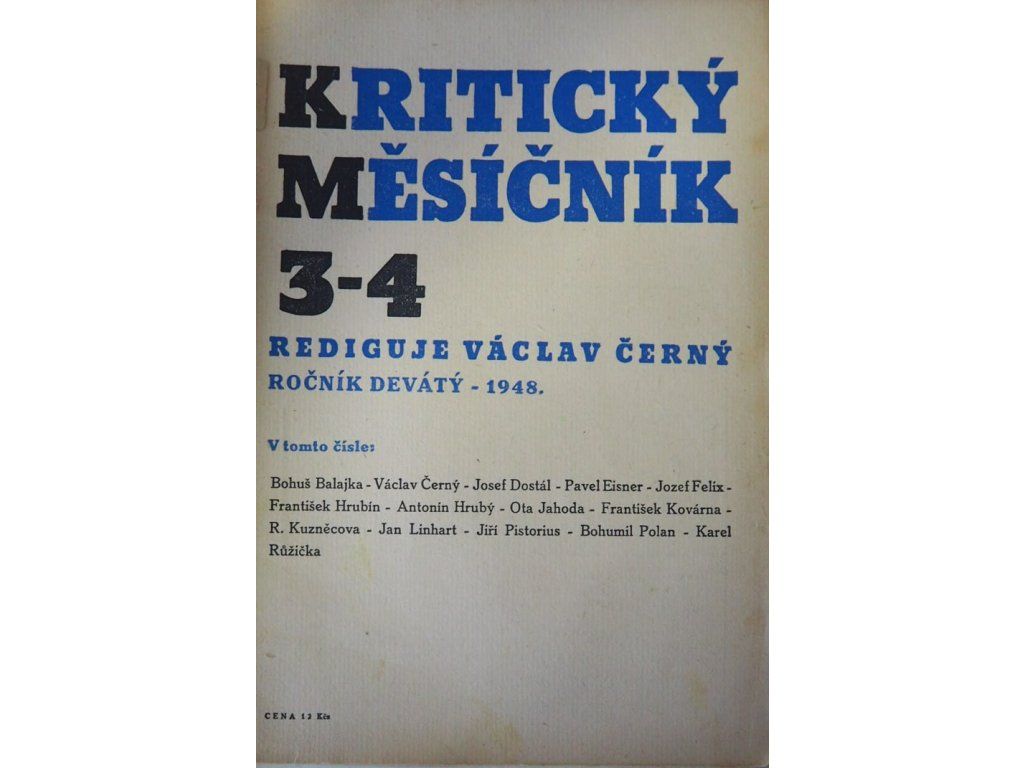 KRITICKÝ
MĚSÍČNÍK
3-4
REDIGUJE VÁCLAV ČERNÝ
ROČNÍK DEVÁTÝ - 1948.
V tomto čísle:
Bohuš Balajka - Václav Černý - Josef Dostál - Pavel Eisner - Jozef Felix -
František Hrubín - Antonín Hrubý - Ota Jahoda - František Kovárna -
R. Kuzněcova - Jan Linhart - Jiří Pistorius - Bohumil Polan - Karel
Růžička
CENA 12 Kčs